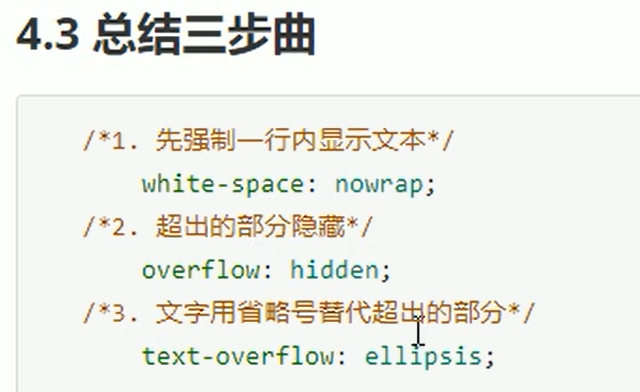 4.3 总结三步曲
/*1. 先强制一行内显示文本*/
white-space: nowrap;
/*2. 超出的部分隐藏*/
overflow: hidden;
/*3. 文字用省略号替代超出的部分*/
text-overflow: ellipsis;